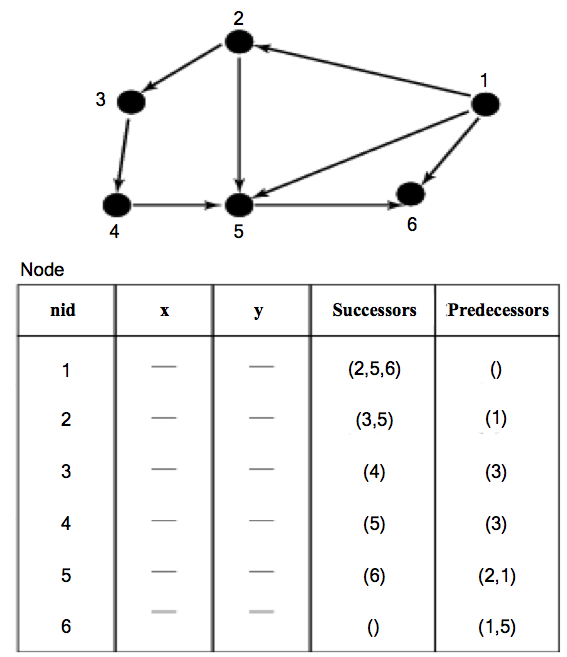 2
1
3
4
5
6
Node
nid x y Successors Predecessors
1 — — (2,5,6) ()
2 — — (3,5) (1)
3 — — (4) (3)
4 — — (5) (3)
5 — — (6) (2,1)
6 — — () (1,5)